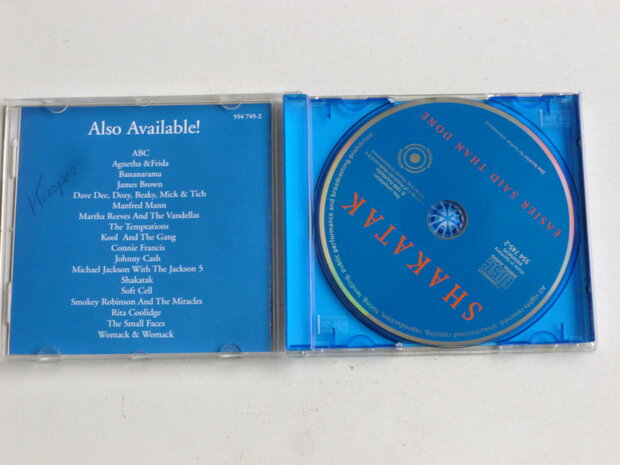 Also Available!
554 745-2
ABC
Agnetha &Frida
Bananarama
James Brown
Dave Dee, Dozy, Beaky, Mick & Tich
Manfred Mann
Martha Reeves And The Vandellas
The Temptations
Kool And The Gang
Connie Francis
Johnny Cash
Michael Jackson With The Jackson 5
Shakatak
Soft Cell
Smokey Robinson And The Miracles
Rita Coolidge
The Small Faces
Womack & Womack
SHAKATAK
EASIER SAID THAN DONE
554 745-2
All rights reserved. Unauthorised copying, reproduction, hiring, lending, public performance and broadcasting prohibited.